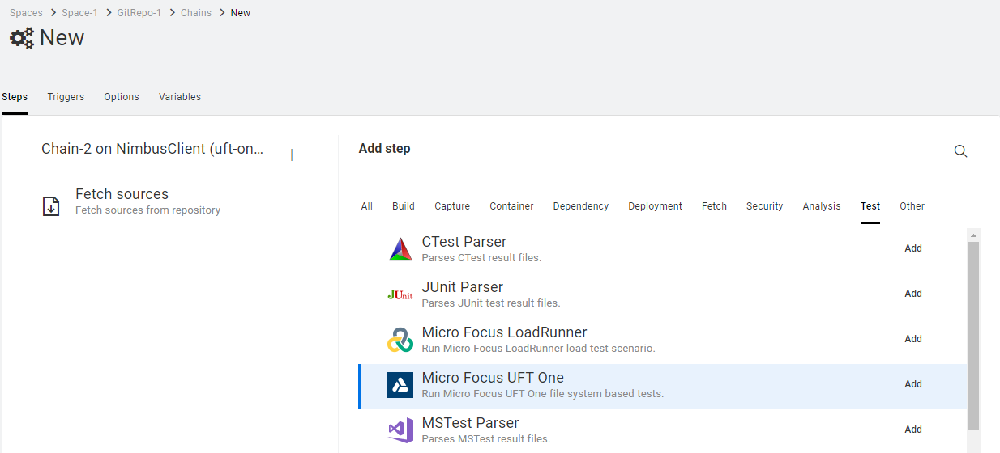 Spaces > Space-1 > GitRepo-1 > Chains > New
New
Steps Triggers Options Variables
Chain-2 on NimbusClient (uft-on...
Fetch sources
Fetch sources from repository
Add step
All Build Capture Container Dependency Deployment Fetch Security Analysis Test Other
CTest Parser
Parses CTest result files.
Add
JUnit
JUnit Parser
Parses JUnit test result files.
Add
Micro Focus LoadRunner
Run Micro Focus LoadRunner load test scenario.
Add
Micro Focus UFT One
Run Micro Focus UFT One file system based tests.
Add
MSTest Parser
Parses MSTest result files.
Add